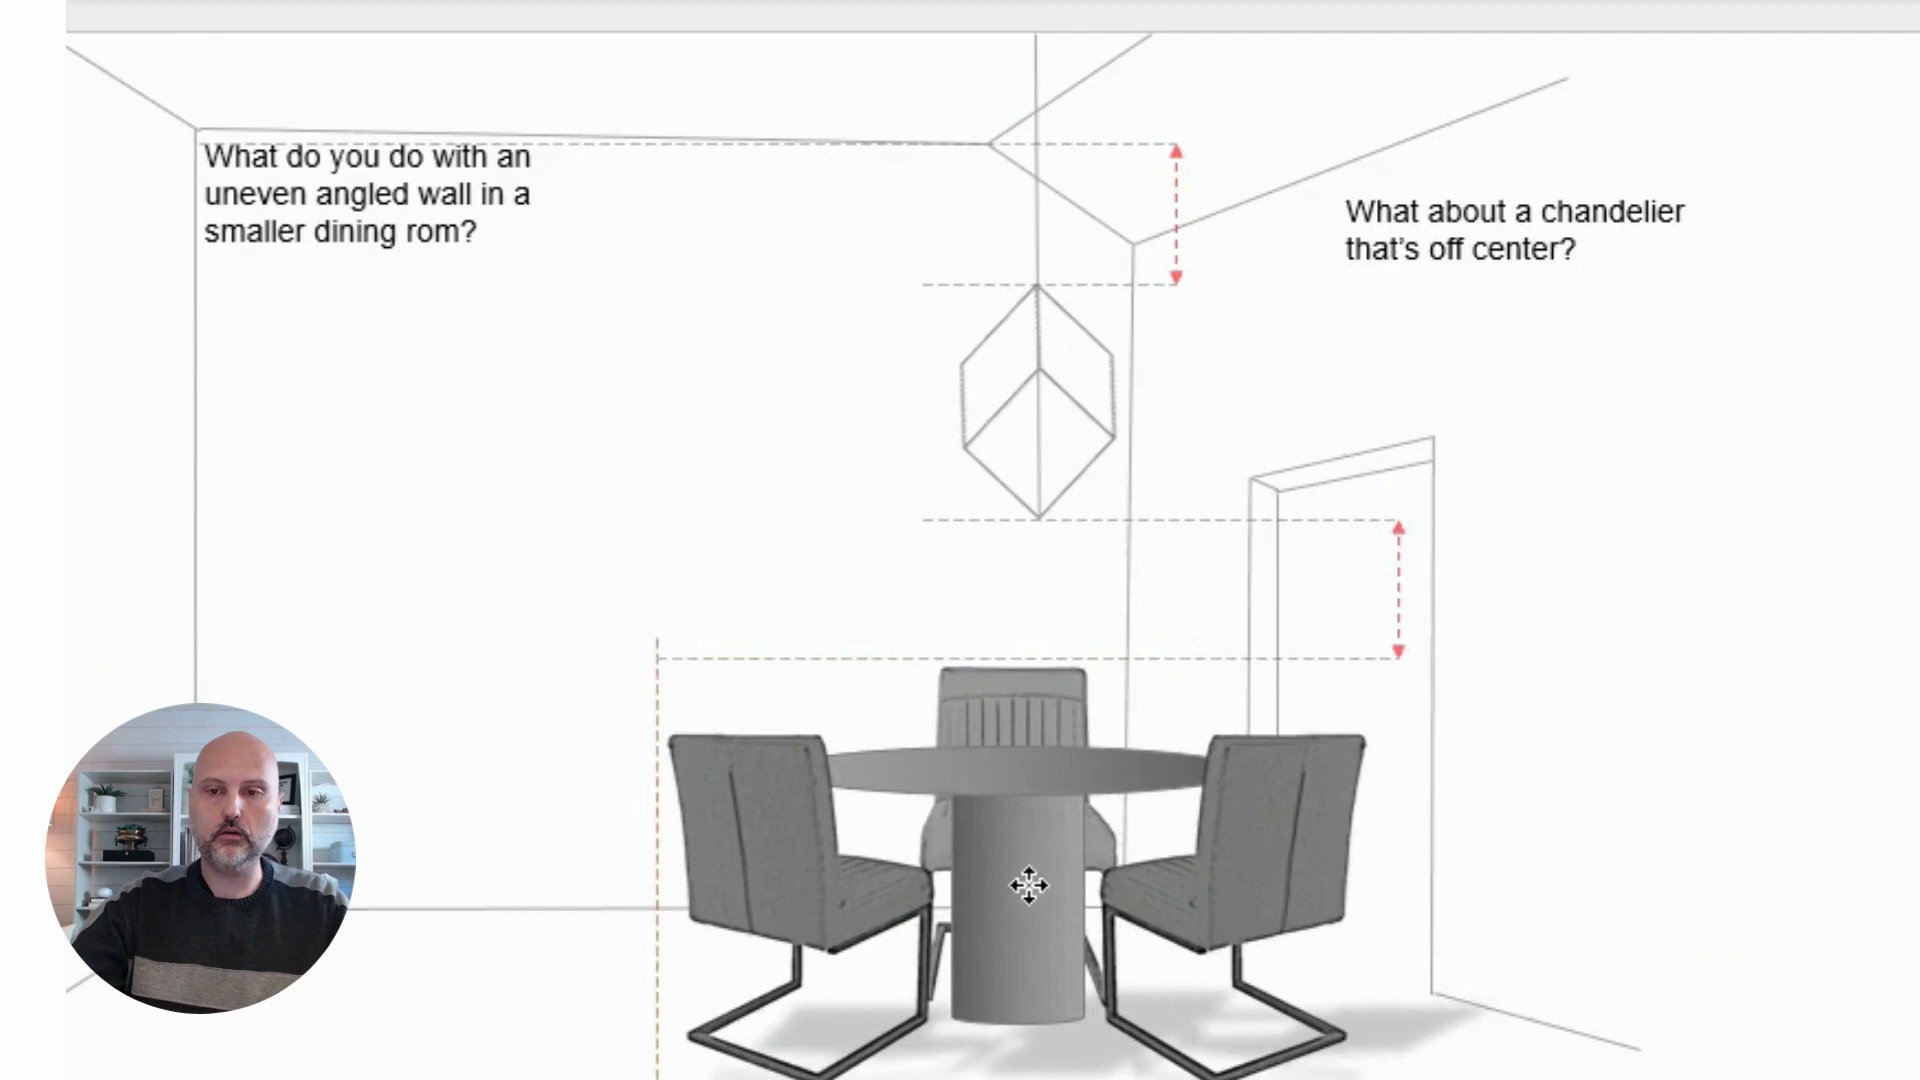 What do you do with an
uneven angled wall in a
smaller dining rom?
What about a chandelier
that's off center?